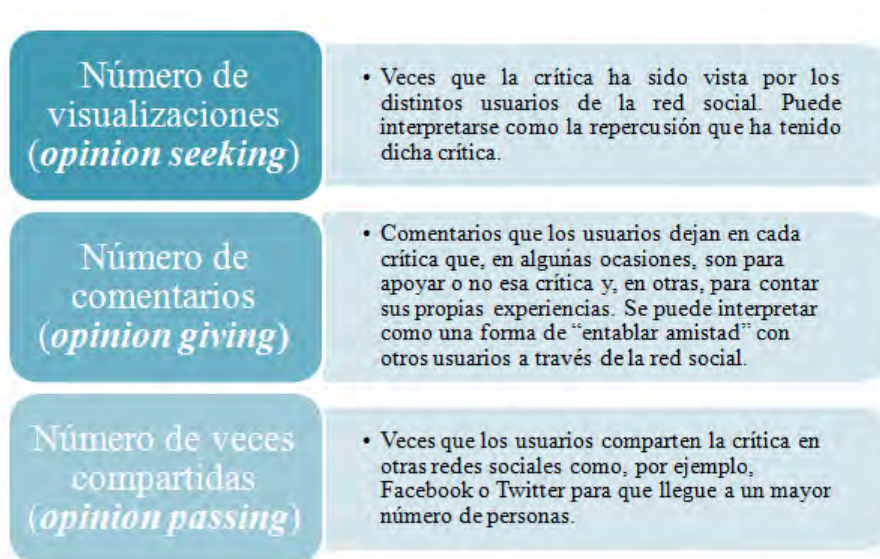 Número de
visualizaciones
(opinion seeking)
• Veces que la crítica ha sido vista por los
distintos usuarios de la red social. Puede
interpretarse como la repercusión que ha tenido
dicha crítica.
Número de
comentarios
(opinion giving)
• Comentarios que los usuarios dejan en cada
crítica que, en algunas ocasiones, son para
apoyar o no esa crítica y, en otras, para contar
sus propias experiencias. Se puede interpretar
como una forma de “entablar amistad” con
otros usuarios a través de la red social.
Número de veces
compartidas
(opinion passing)
• Veces que los usuarios comparten la crítica en
otras redes sociales como, por ejemplo,
Facebook o Twitter para que llegue a un mayor
número de personas.